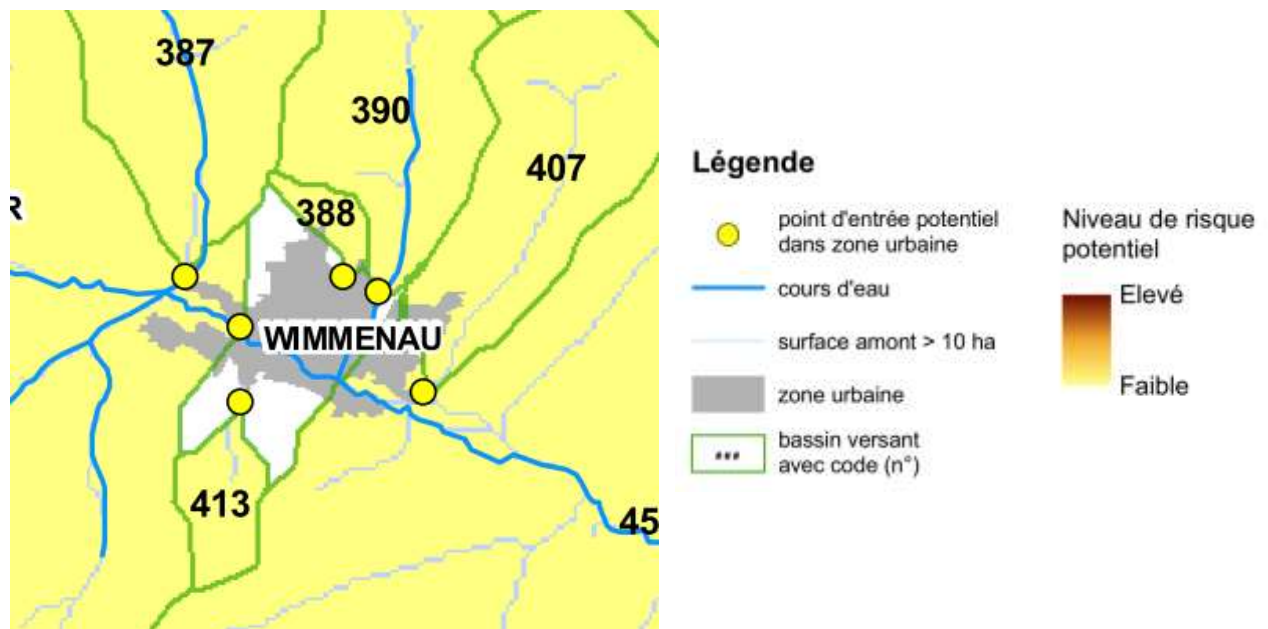 387
390
407
R
388
WIMMENAU
413
45
Légende
point d'entrée potentiel
dans zone urbaine
cours d'eau
surface amont > 10 ha
zone urbaine
###
bassin versant
avec code (n°)
Niveau de risque
potentiel
Elevé
Faible